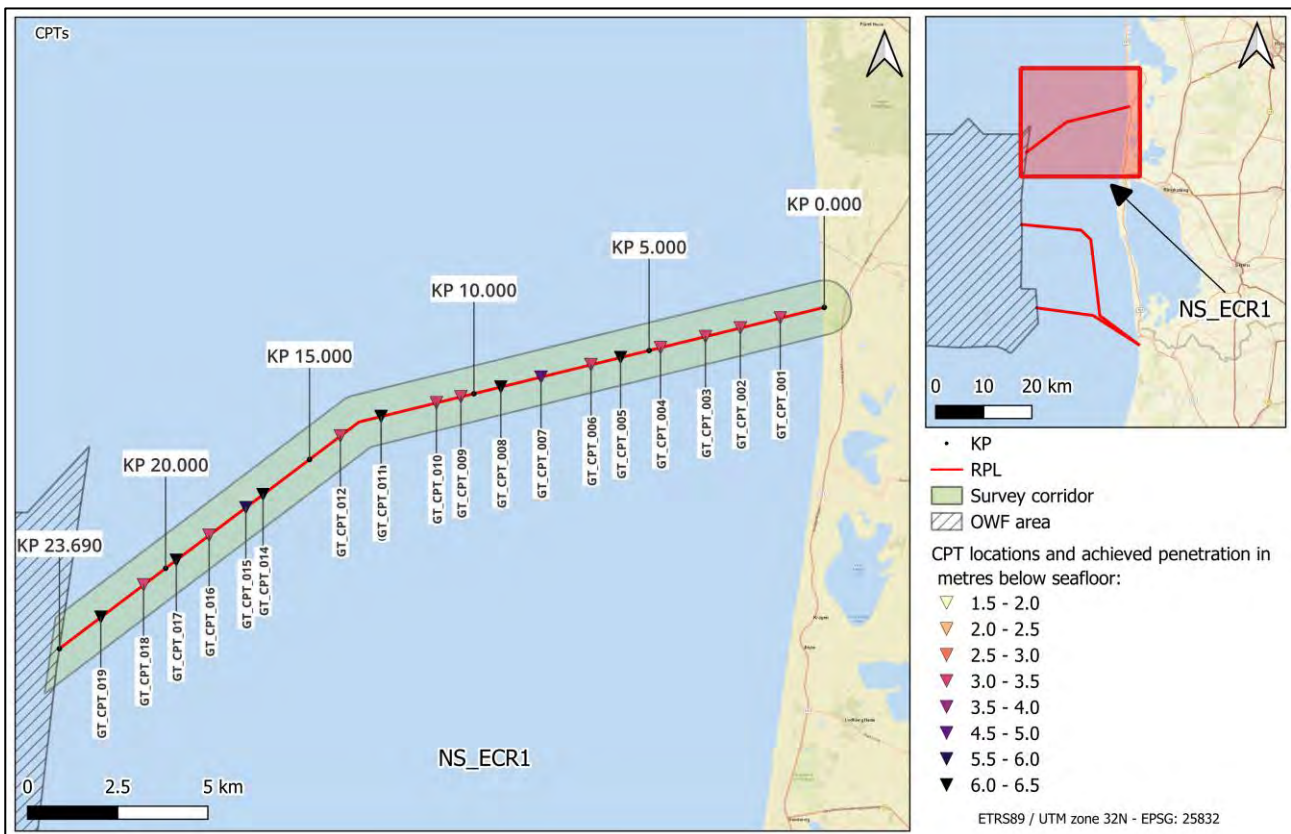 CPTs
KP 0.000
KP 5.000
KP 10.000
KP 15.000
KP 20.000
KP 23.690
GT_CPT_019
GT_CPT_018
GT_CPT_017
GT_CPT_016
GT_CPT_015
GT_CPT_014
GT_CPT_012
GT_CPT_011
GT_CPT_010
GT_CPT_009
GT_CPT_008
GT_CPT_007
GT_CPT_006
GT_CPT_005
GT_CPT_004
GT_CPT_003
GT_CPT_002
GT_CPT_001
NS_ECR1
0 2.5 5 km
NS_ECR1
0 10 20 km
KP
RPL
Survey corridor
OWF area
CPT locations and achieved penetration in
metres below seafloor:
1.5 - 2.0
2.0 - 2.5
2.5 - 3.0
3.0 - 3.5
3.5 - 4.0
4.5 - 5.0
5.5 - 6.0
6.0 - 6.5
ETRS89 / UTM zone 32N - EPSG: 25832